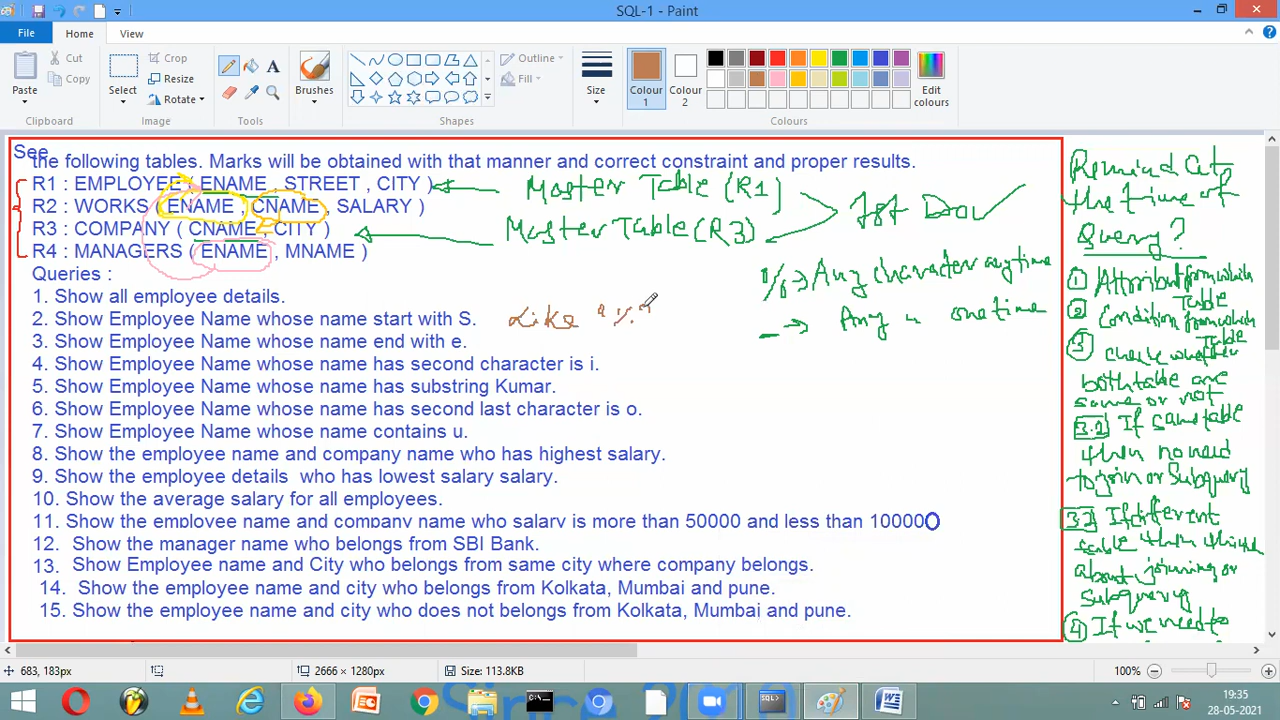 SQL-1 - Paint
File Home View
Cut
Copy
Paste
Clipboard
Crop
Resize
Rotate
Select
Image
Tools
Brushes
Outline
Fill
Shapes
Size
Colour 1
Colour 2
Edit colours
Colours
See
the following tables. Marks will be obtained with that manner and correct constraint and proper results.
R1 : EMPLOYEE ( ENAME , STREET , CITY ) Master Table (R1)
R2 : WORKS ( ENAME , CNAME , SALARY )
R3 : COMPANY ( CNAME , CITY ) Master Table (R3)
R4 : MANAGERS ( ENAME , MNAME )
Queries :
1. Show all employee details.
2. Show Employee Name whose name start with S. Like "%"
3. Show Employee Name whose name end with e.
4. Show Employee Name whose name has second character is i.
5. Show Employee Name whose name has substring Kumar.
6. Show Employee Name whose name has second last character is o.
7. Show Employee Name whose name contains u.
8. Show the employee name and company name who has highest salary.
9. Show the employee details who has lowest salary salary.
10. Show the average salary for all employees.
11. Show the employee name and company name who salary is more than 50000 and less than 100000
12. Show the manager name who belongs from SBI Bank.
13. Show Employee name and City who belongs from same city where company belongs.
14. Show the employee name and city who belongs from Kolkata, Mumbai and pune.
15. Show the employee name and city who does not belongs from Kolkata, Mumbai and pune.
% → Any character anytime
_ → Any " one time
Remind at
the time of
Query?
① Attribut from which
Table
② Condition from which
Table
③ check whether
both table are
same or not
3.1 If same table
then no need
to join or Subquery
3.2 If different
table then think
about joining or
Subquery
④ If we need to
683, 183px
2666 × 1280px
Size: 113.8KB
100%
Since 20
19:35
28-05-2021